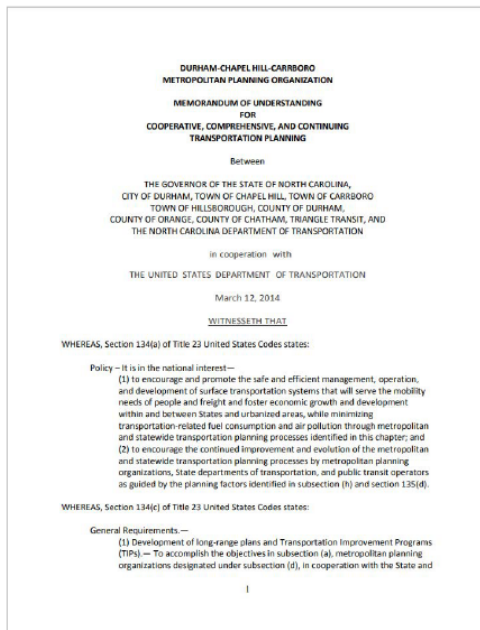 DURHAM-CHAPEL HILL-CARRBORO
METROPOLITAN PLANNING ORGANIZATION
MEMORANDUM OF UNDERSTANDING
FOR
COOPERATIVE, COMPREHENSIVE, AND CONTINUING
TRANSPORTATION PLANNING
Between
THE GOVERNOR OF THE STATE OF NORTH CAROLINA,
CITY OF DURHAM, TOWN OF CHAPEL HILL, TOWN OF CARRBORO
TOWN OF HILLSBOROUGH, COUNTY OF DURHAM,
COUNTY OF ORANGE, COUNTY OF CHATHAM, TRIANGLE TRANSIT, AND
THE NORTH CAROLINA DEPARTMENT OF TRANSPORTATION
in cooperation with
THE UNITED STATES DEPARTMENT OF TRANSPORTATION
March 12, 2014
WITNESSETH THAT
WHEREAS, Section 134(a) of Title 23 United States Codes states:
Policy – It is in the national interest—
(1) to encourage and promote the safe and efficient management, operation,
and development of surface transportation systems that will serve the mobility
needs of people and freight and foster economic growth and development
within and between States and urbanized areas, while minimizing
transportation-related fuel consumption and air pollution through metropolitan
and statewide transportation planning processes identified in this chapter; and
(2) to encourage the continued improvement and evolution of the metropolitan
and statewide transportation planning processes by metropolitan planning
organizations, State departments of transportation, and public transit operators
as guided by the planning factors identified in subsection (h) and section 135(d).
WHEREAS, Section 134(c) of Title 23 United States Codes states:
General Requirements.—
(1) Development of long-range plans and Transportation Improvement Programs
(TIPs).— To accomplish the objectives in subsection (a), metropolitan planning
organizations designated under subsection (d), in cooperation with the State and
1